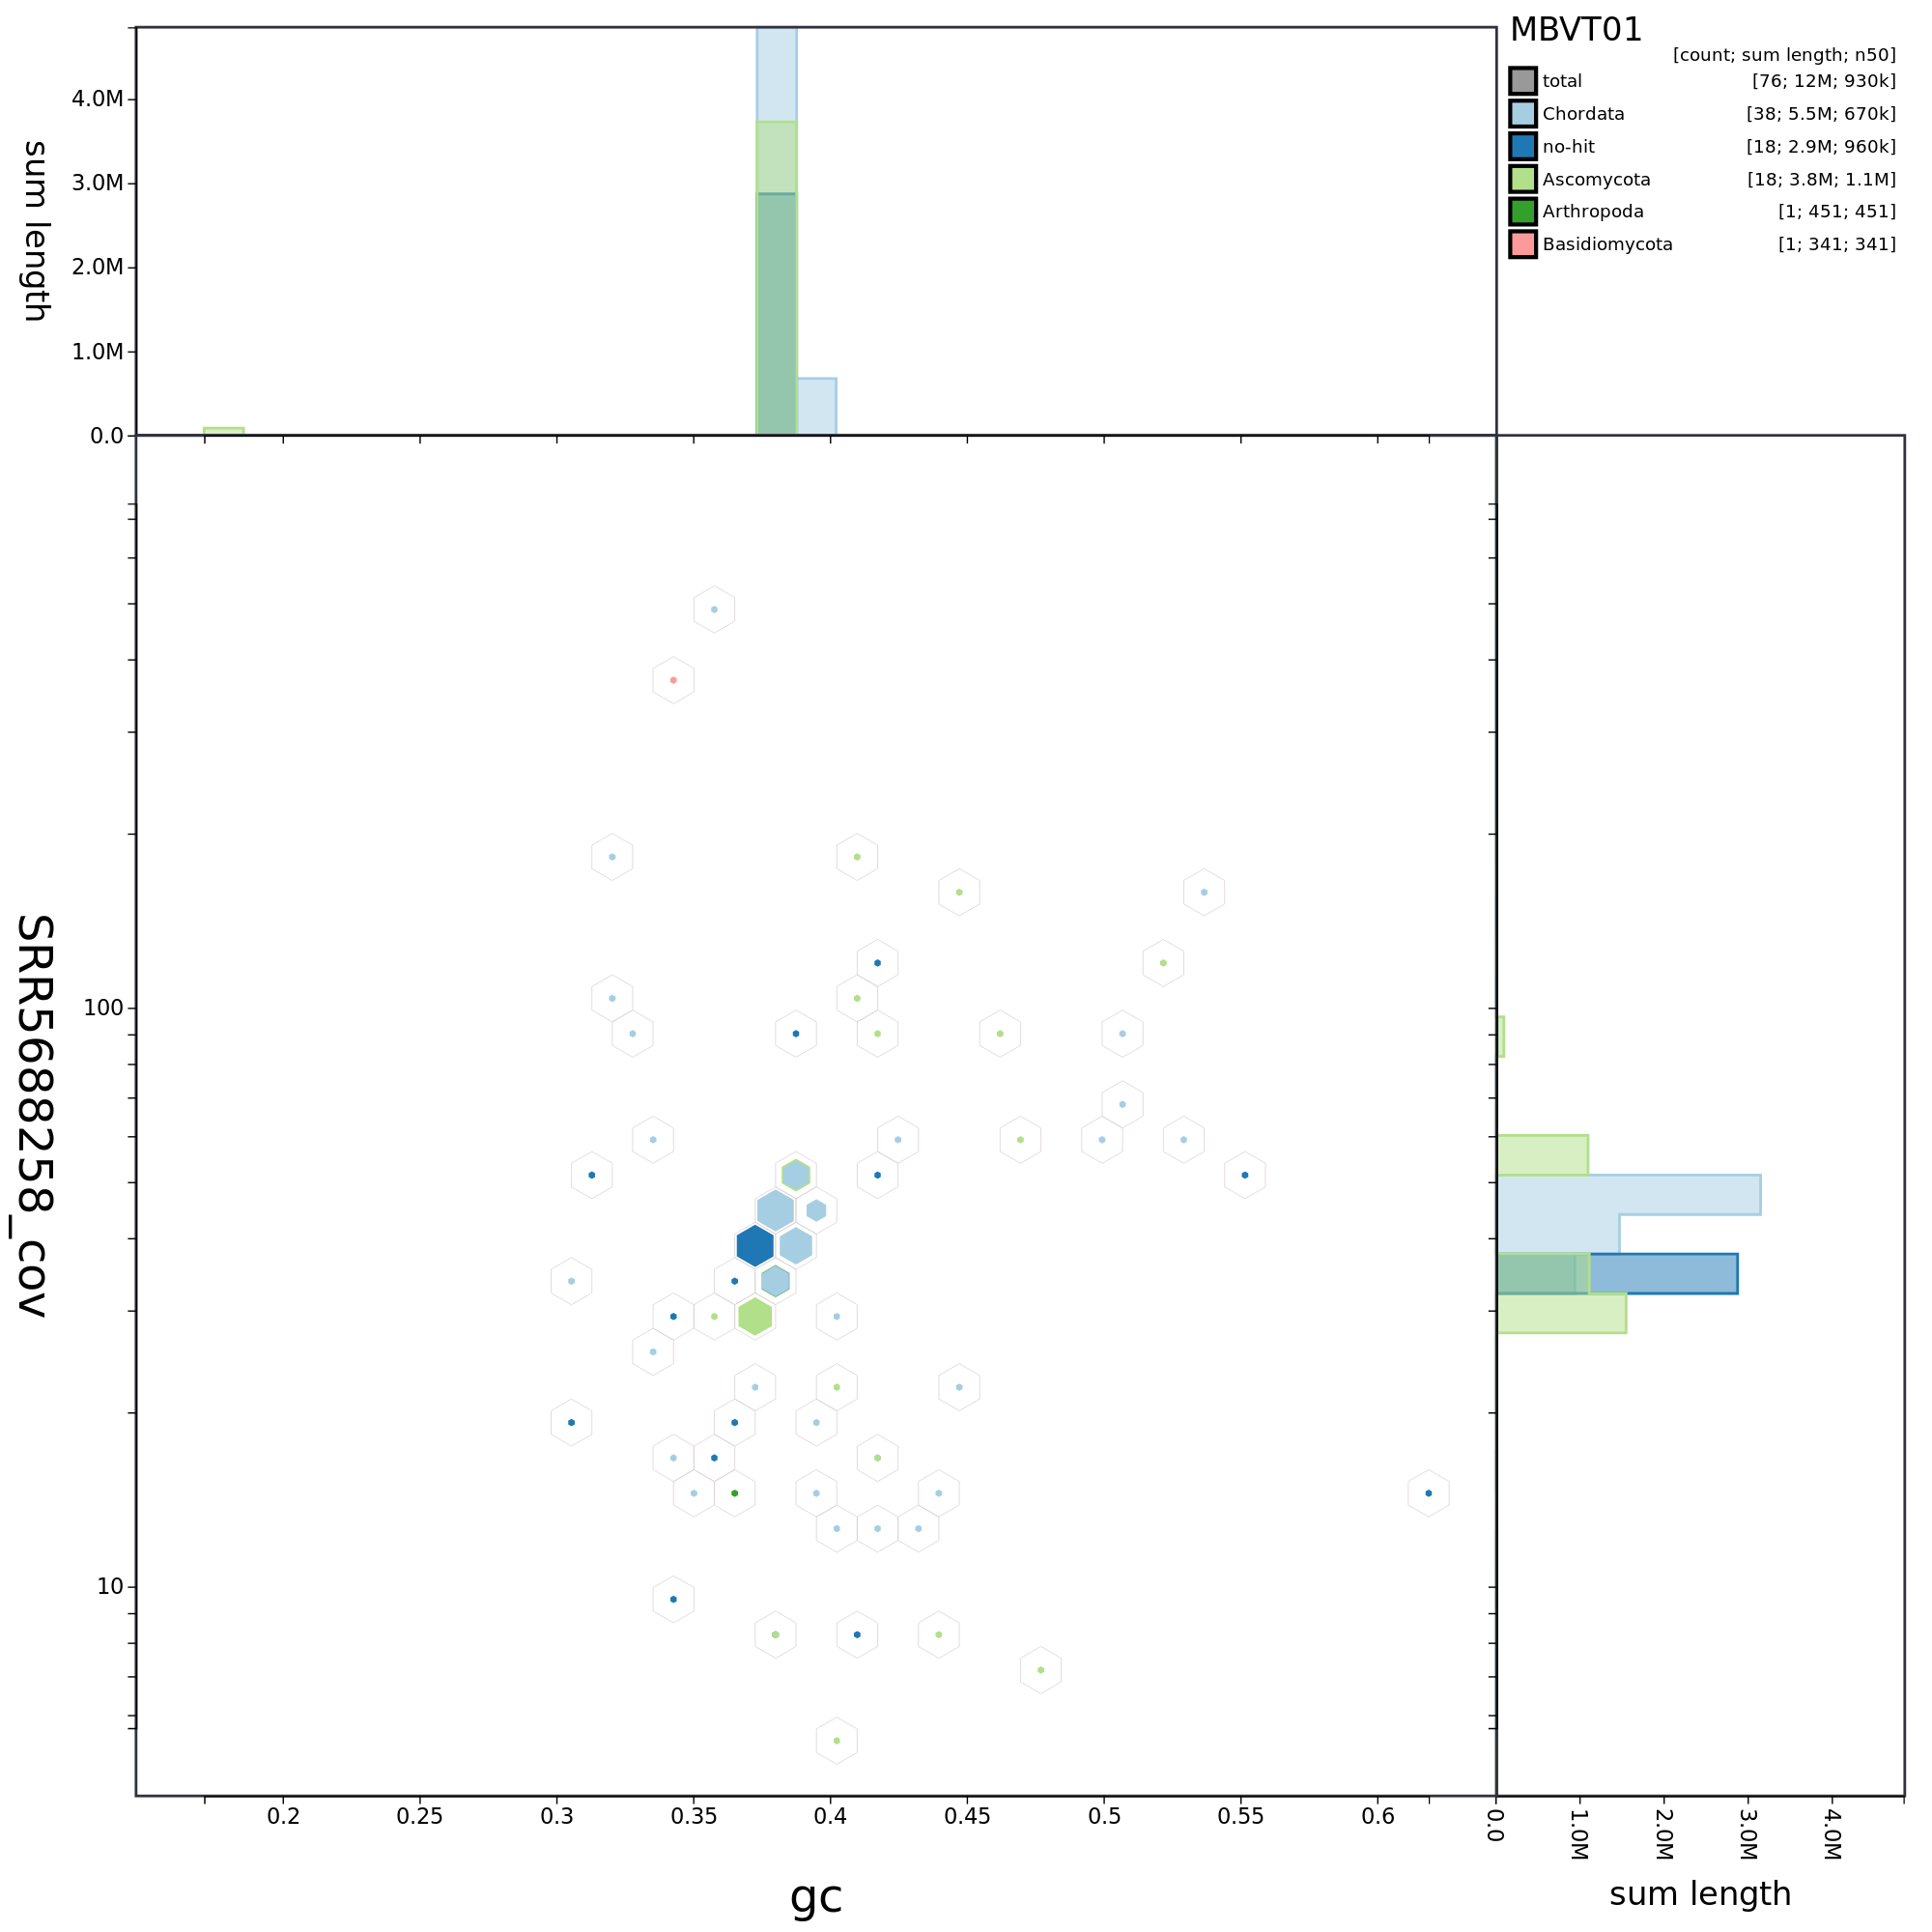 MBVT01
[count; sum length; n50]
total [76; 12M; 930k]
Chordata [38; 5.5M; 670k]
no-hit [18; 2.9M; 960k]
Ascomycota [18; 3.8M; 1.1M]
Arthropoda [1; 451; 451]
Basidiomycota [1; 341; 341]
sum length
4.0M
3.0M
2.0M
1.0M
0.0
SRR5688258_cov
100
10
0.2 0.25 0.3 0.35 0.4 0.45 0.5 0.55 0.6
gc
0.0 1.0M 2.0M 3.0M 4.0M
sum length